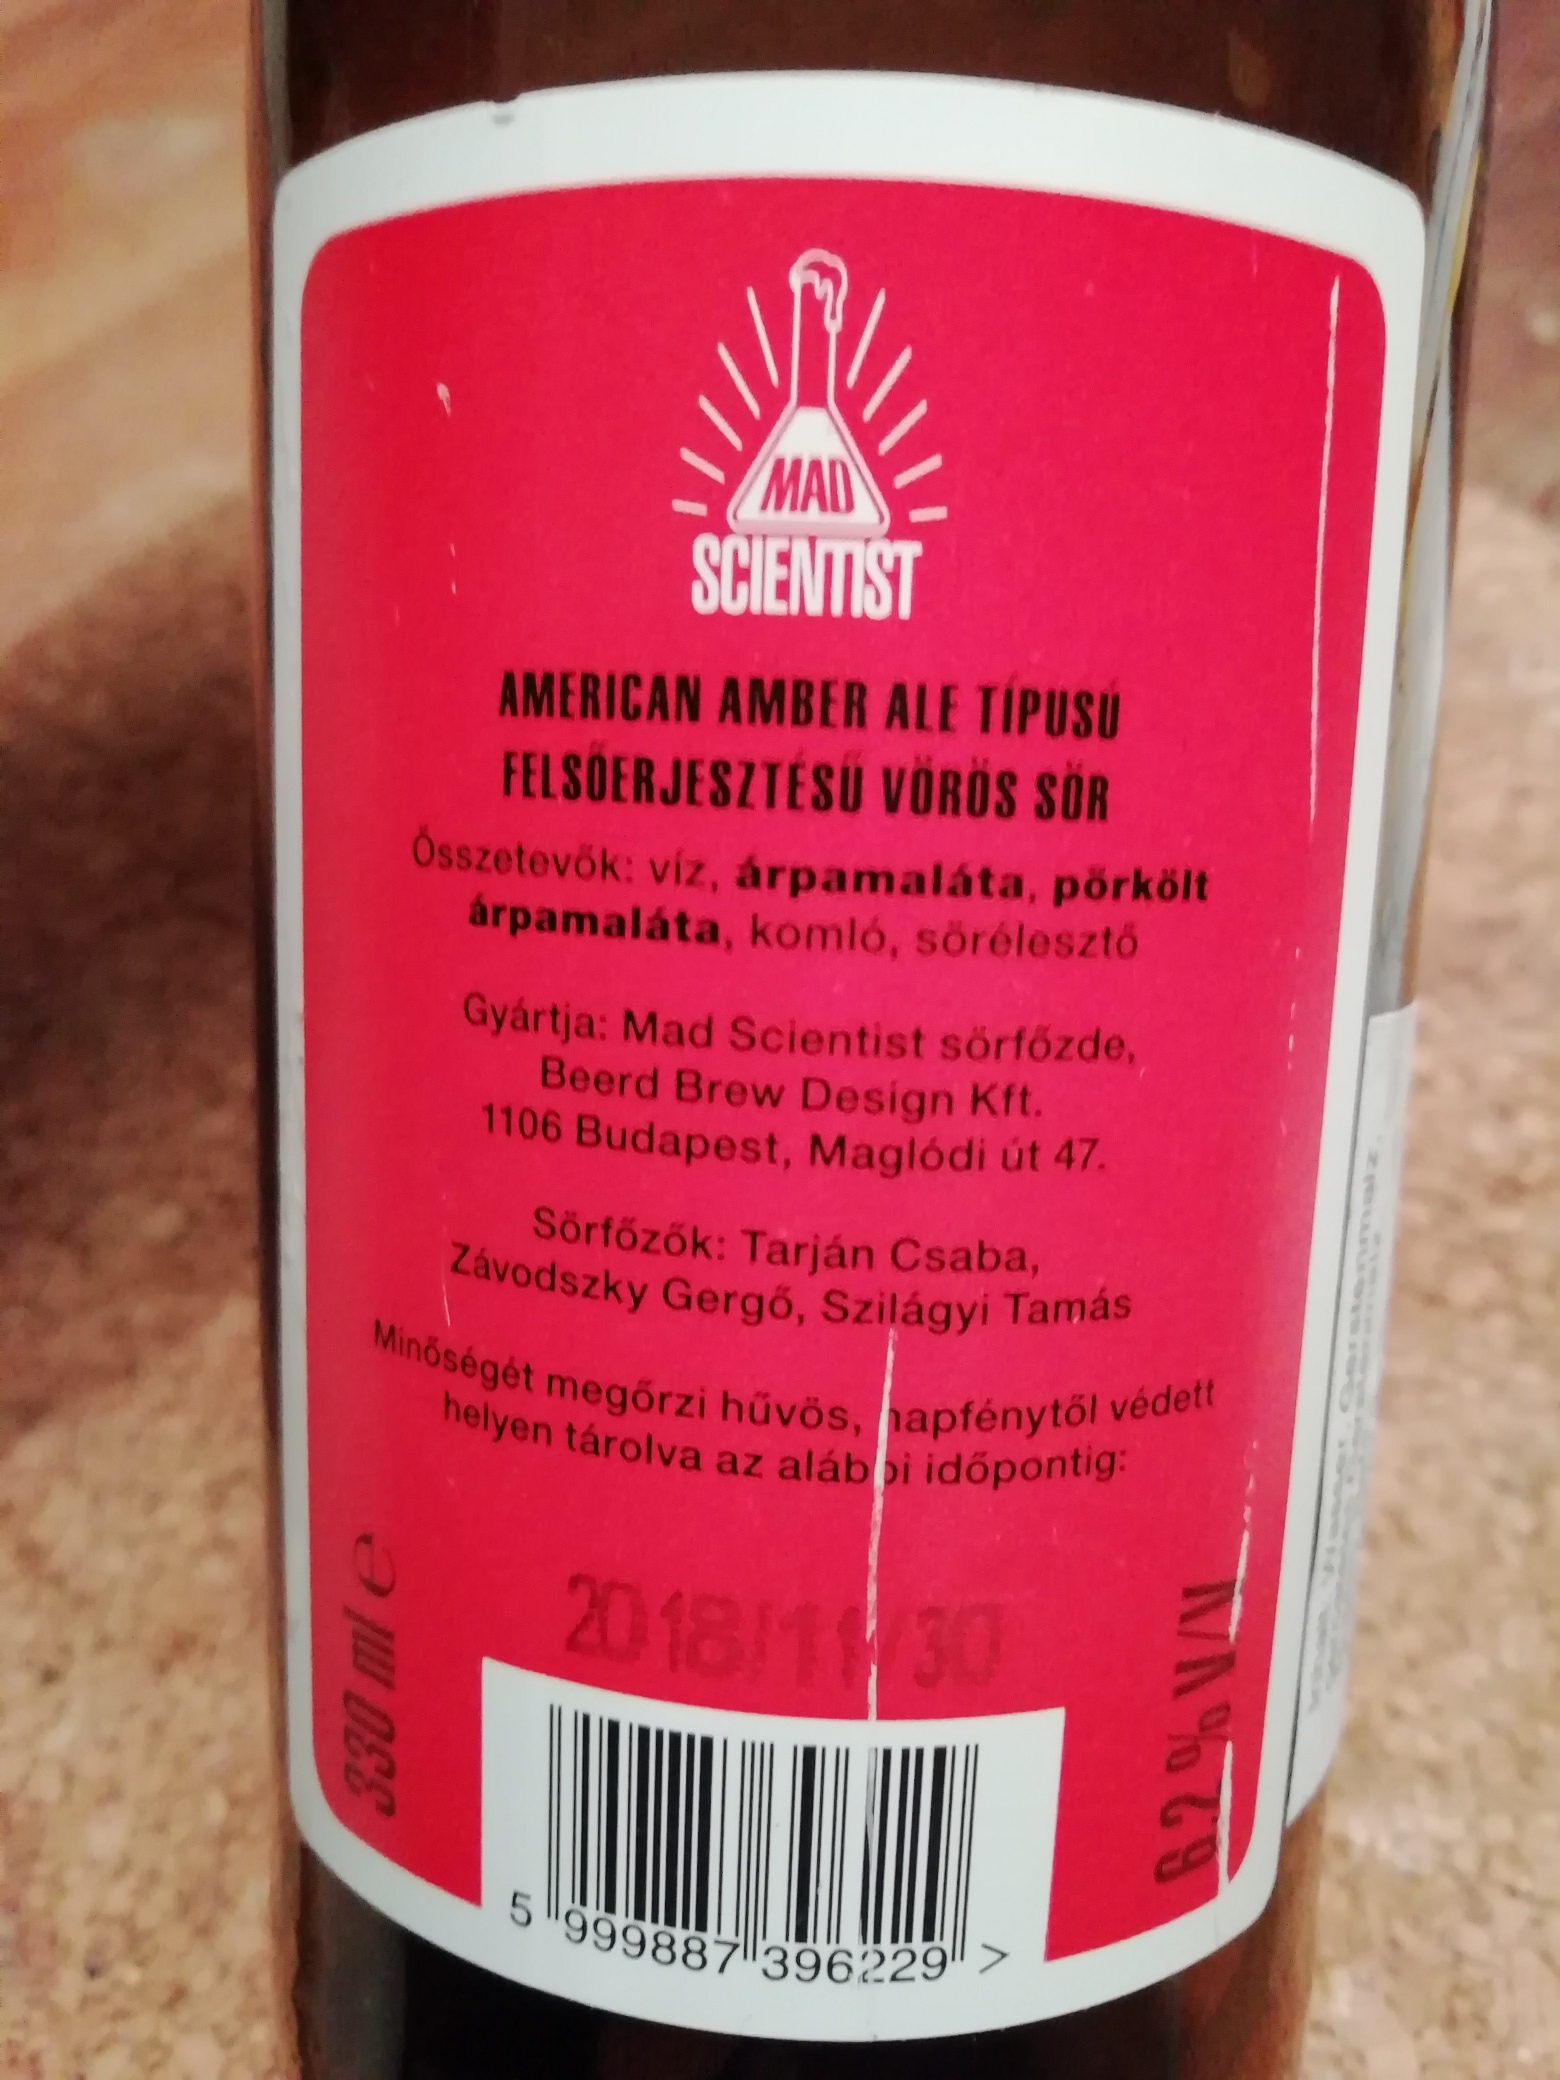 MAD
SCIENTIST
AMERICAN AMBER ALE TÍPUSÚ
FELSŐERJESZTÉSŰ VÖRÖS SÖR
Összetevők: víz, árpamaláta, pörkölt
árpamaláta, komló, sörélesztő
Gyártja: Mad Scientist sörfőzde,
Beerd Brew Design Kft.
1106 Budapest, Maglódi út 47.
Sörfőzők: Tarján Csaba,
Závodszky Gergő, Szilágyi Tamás
Minőségét megőrzi hűvös, napfénytől védett
helyen tárolva az alábbi időpontig:
2018/11/30
330 ml e
6.2 % V/V
5 999887 396229 >